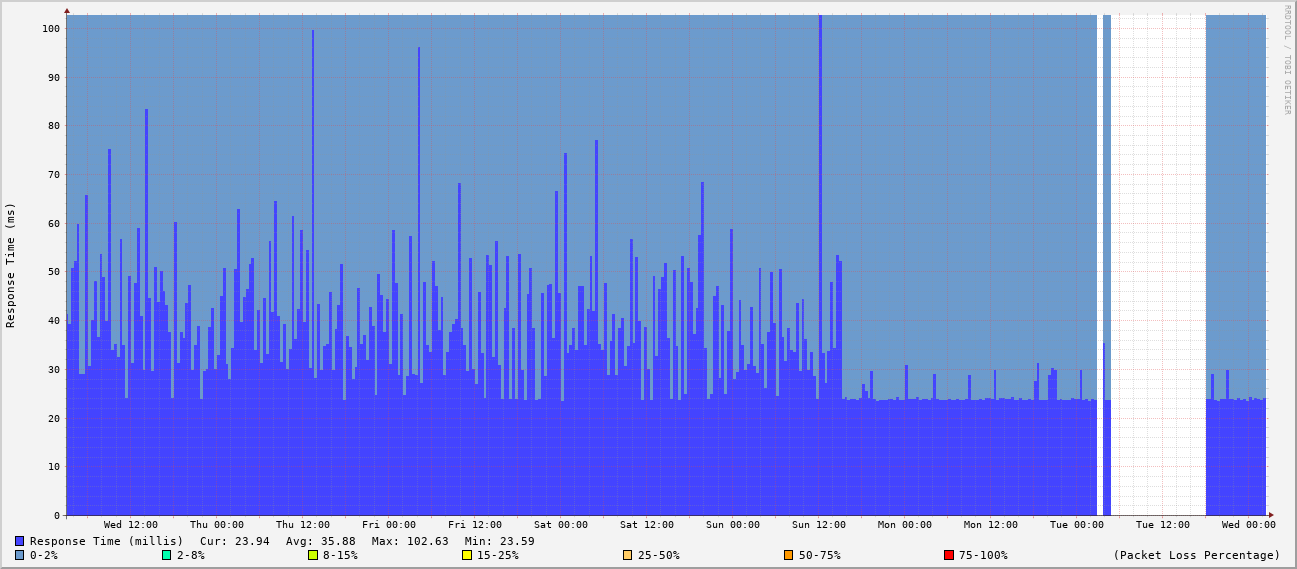 RRDTOOL / TOBI OETIKER
Response Time (ms)
100
90
80
70
60
50
40
30
20
10
0
Wed 12:00 Thu 00:00 Thu 12:00 Fri 00:00 Fri 12:00 Sat 00:00 Sat 12:00 Sun 00:00 Sun 12:00 Mon 00:00 Mon 12:00 Tue 00:00 Tue 12:00 Wed 00:00
Response Time (millis) Cur: 23.94 Avg: 35.88 Max: 102.63 Min: 23.59
0-2% 2-8% 8-15% 15-25% 25-50% 50-75% 75-100% (Packet Loss Percentage)